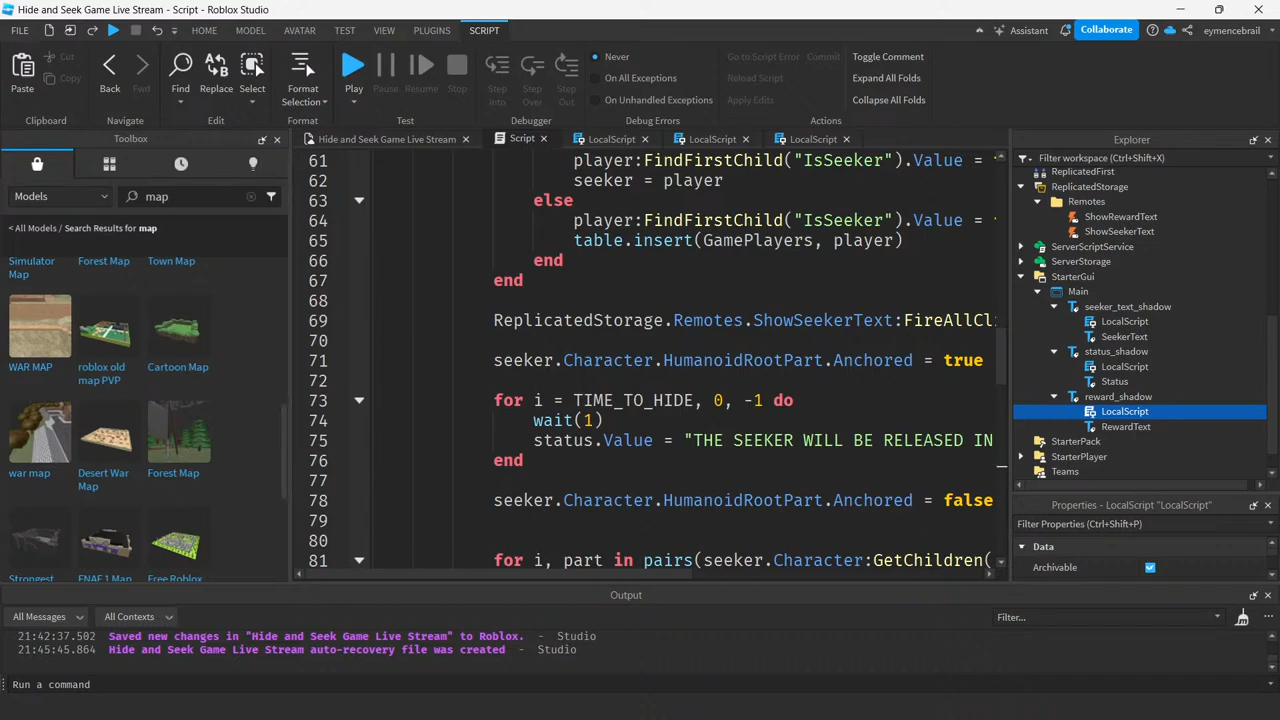 Hide and Seek Game Live Stream - Script - Roblox Studio
FILE HOME MODEL AVATAR TEST VIEW PLUGINS SCRIPT Assistant Collaborate eymencebrail
Cut
Copy
Paste
Back
Fwd
Find
Replace
Select
Format
Selection
Play
Pause
Resume
Stop
Step
Into
Step
Over
Step
Out
Never
On All Exceptions
On Unhandled Exceptions
Go to Script Error
Commit
Reload Script
Apply Edits
Toggle Comment
Expand All Folds
Collapse All Folds
Clipboard Navigate Edit Format Test Debugger Debug Errors Actions
Toolbox
Models
map
< All Models / Search Results for map
Simulator
Map
Forest Map
Town Map
WAR MAP
roblox old
map PVP
Cartoon Map
war map
Desert War
Map
Forest Map
Strongest
FNAF 1 Map
Free Roblox
Hide and Seek Game Live Stream
Script
LocalScript
LocalScript
LocalScript
61 player:FindFirstChild("IsSeeker").Value =
62 seeker = player
63 else
64 player:FindFirstChild("IsSeeker").Value =
65 table.insert(GamePlayers, player)
66 end
67 end
68
69 ReplicatedStorage.Remotes.ShowSeekerText:FireAllCl
70
71 seeker.Character.HumanoidRootPart.Anchored = true
72
73 for i = TIME_TO_HIDE, 0, -1 do
74 wait(1)
75 status.Value = "THE SEEKER WILL BE RELEASED IN
76 end
77
78 seeker.Character.HumanoidRootPart.Anchored = false
79
80
81 for i, part in pairs(seeker.Character:GetChildren(
Explorer
Filter workspace (Ctrl+Shift+X)
ReplicatedFirst
ReplicatedStorage
Remotes
ShowRewardText
ShowSeekerText
ServerScriptService
ServerStorage
StarterGui
Main
seeker_text_shadow
LocalScript
SeekerText
status_shadow
LocalScript
Status
reward_shadow
LocalScript
RewardText
StarterPack
StarterPlayer
Teams
Properties - LocalScript "LocalScript"
Filter Properties (Ctrl+Shift+P)
Data
Archivable
Output
All Messages
All Contexts
Filter...
21:42:37.502 Saved new changes in "Hide and Seek Game Live Stream" to Roblox. - Studio
21:45:45.864 Hide and Seek Game Live Stream auto-recovery file was created - Studio
Run a command